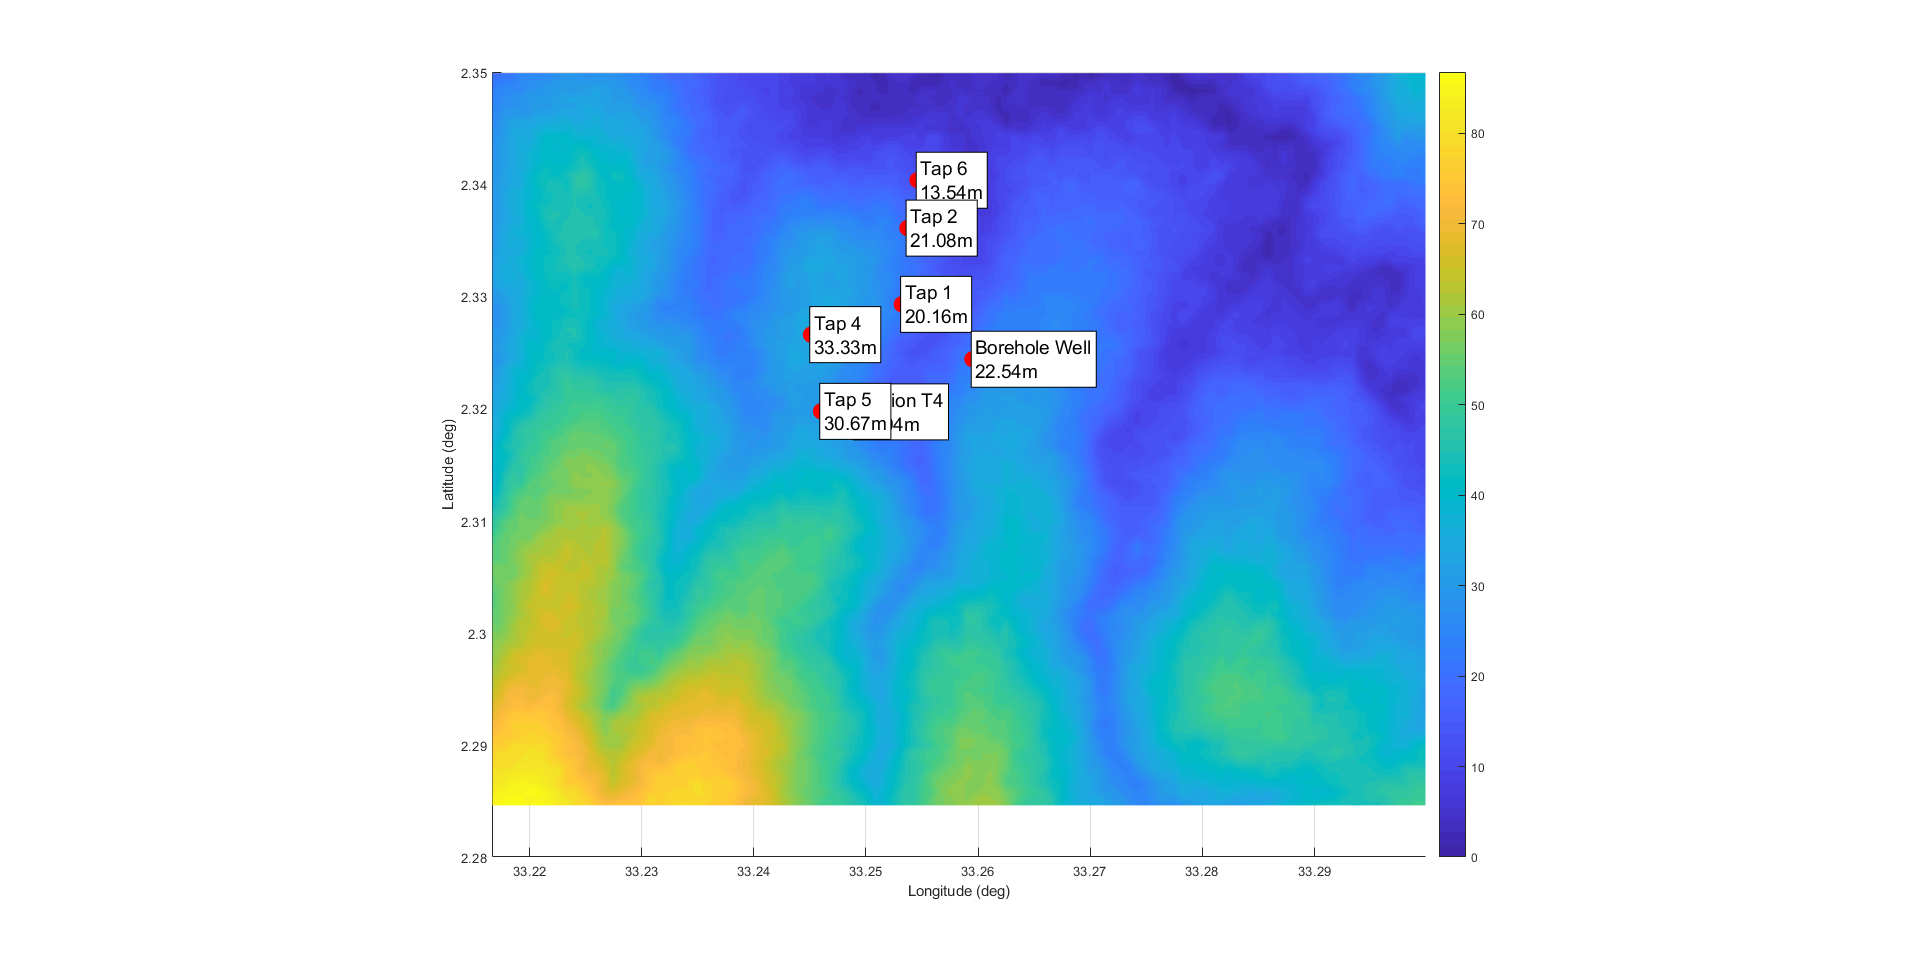 2.35
2.34
2.33
2.32
2.31
2.3
2.29
2.28
Latitude (deg)
Tap 6
13.54m
Tap 2
21.08m
Tap 1
20.16m
Tap 4
33.33m
Borehole Well
22.54m
Tap 5
30.67m
T4
33.22
33.23
33.24
33.25
33.26
33.27
33.28
33.29
Longitude (deg)
80
70
60
50
40
30
20
10
0